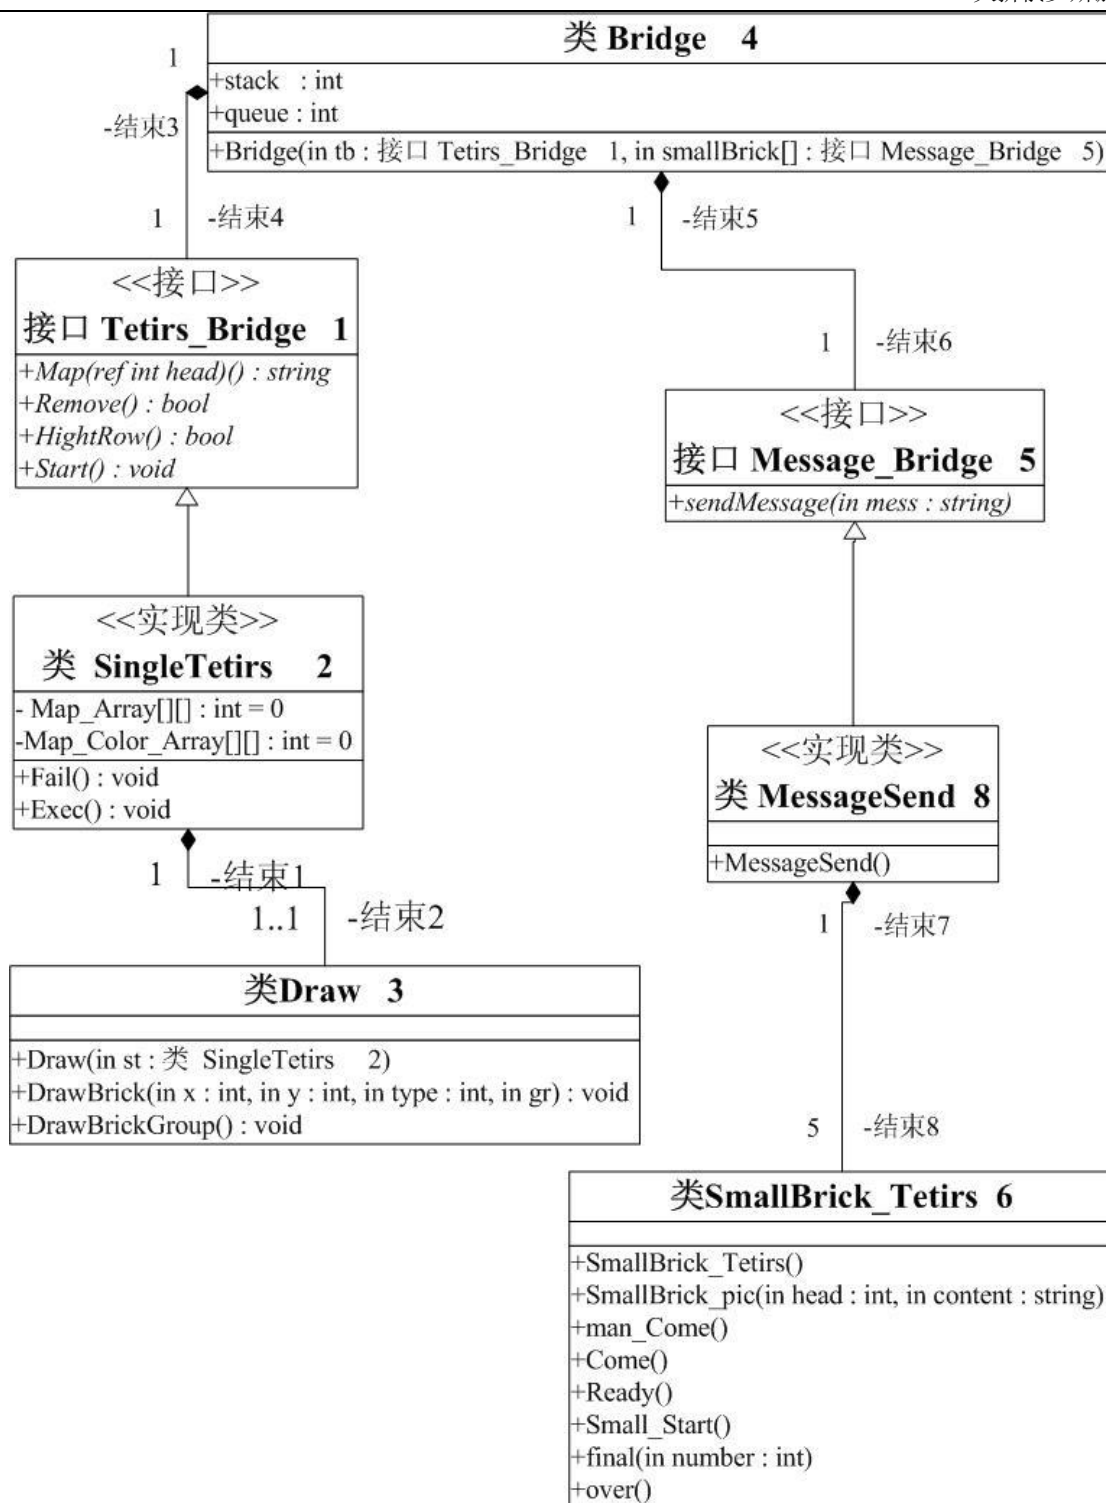 类 Bridge 4
1
+stack : int
+queue : int
-结束3
+Bridge(in tb : 接口 Tetirs_Bridge 1, in smallBrick[] : 接口 Message_Bridge 5)
1 -结束4
1 -结束5
<<接口>>
接口 Tetirs_Bridge 1
+Map(ref int head)() : string
+Remove() : bool
+HightRow() : bool
+Start() : void
1 -结束6
<<接口>>
接口 Message_Bridge 5
+sendMessage(in mess : string)
<<实现类>>
类 SingleTetirs 2
- Map_Array[][] : int = 0
-Map_Color_Array[][] : int = 0
+Fail() : void
+Exec() : void
<<实现类>>
类 MessageSend 8
+MessageSend()
1 -结束1
1..1 -结束2
1 -结束7
类Draw 3
+Draw(in st : 类 SingleTetirs 2)
+DrawBrick(in x : int, in y : int, in type : int, in gr) : void
+DrawBrickGroup() : void
5 -结束8
类SmallBrick_Tetirs 6
+SmallBrick_Tetirs()
+SmallBrick_pic(in head : int, in content : string)
+man_Come()
+Come()
+Ready()
+Small_Start()
+final(in number : int)
+over()